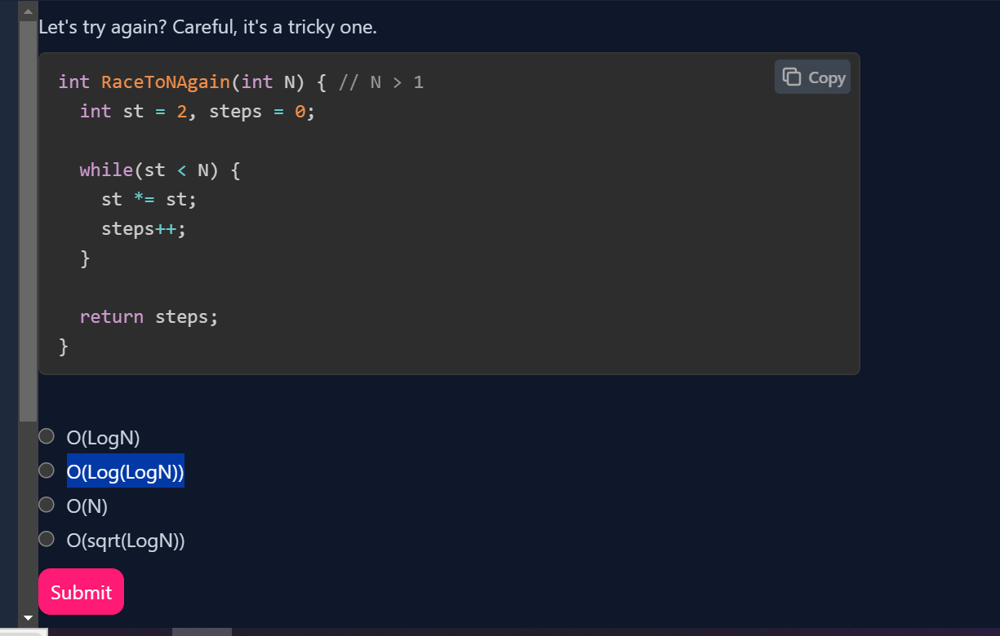 Let's try again? Careful, it's a tricky one.
Copy
int RaceToNAgain(int N) { // N > 1
  int st = 2, steps = 0;
  while(st < N) {
    st *= st;
    steps++;
  }
  return steps;
}
O(LogN)
O(Log(LogN))
O(N)
O(sqrt(LogN))
Submit